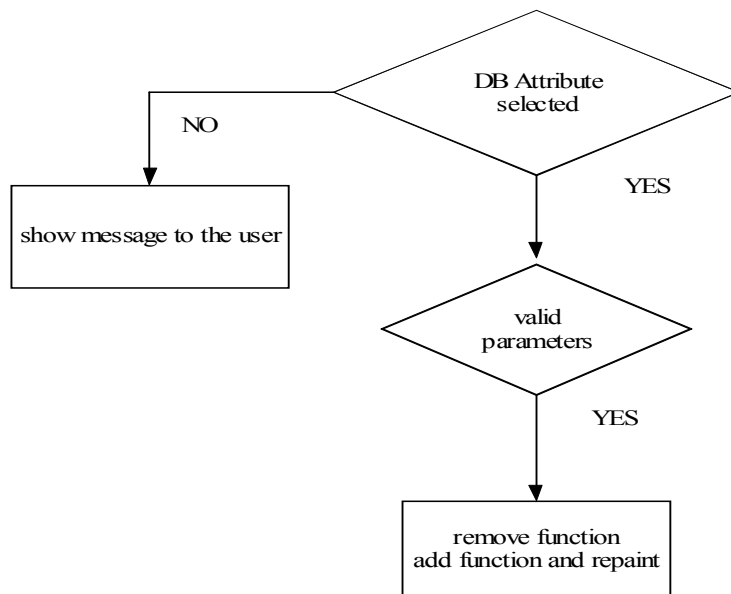 DB Attribute
selected
NO
YES
show message to the user
valid
parameters
YES
remove function
add function and repaint